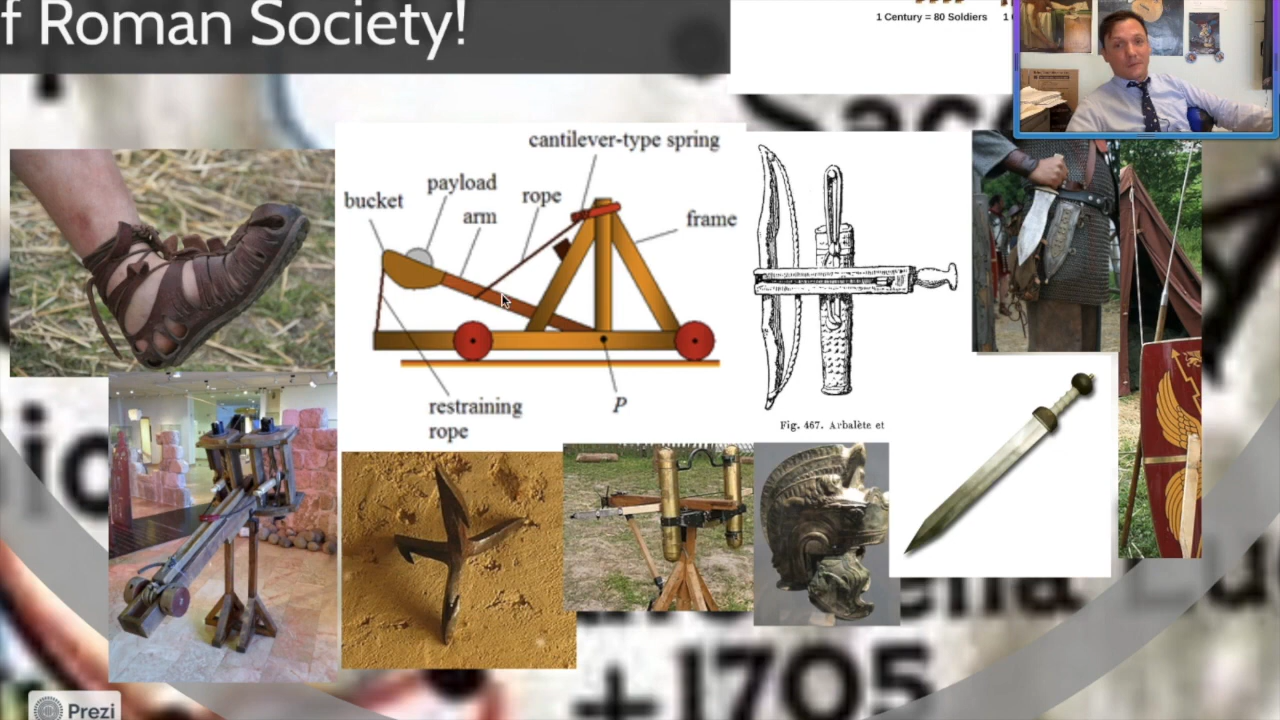 f Roman Society!
1 Century = 80 Soldiers
cantilever-type spring
payload
bucket
rope
arm
frame
restraining
rope
P
Fig. 467. Arbalète et
+1705
Prezi